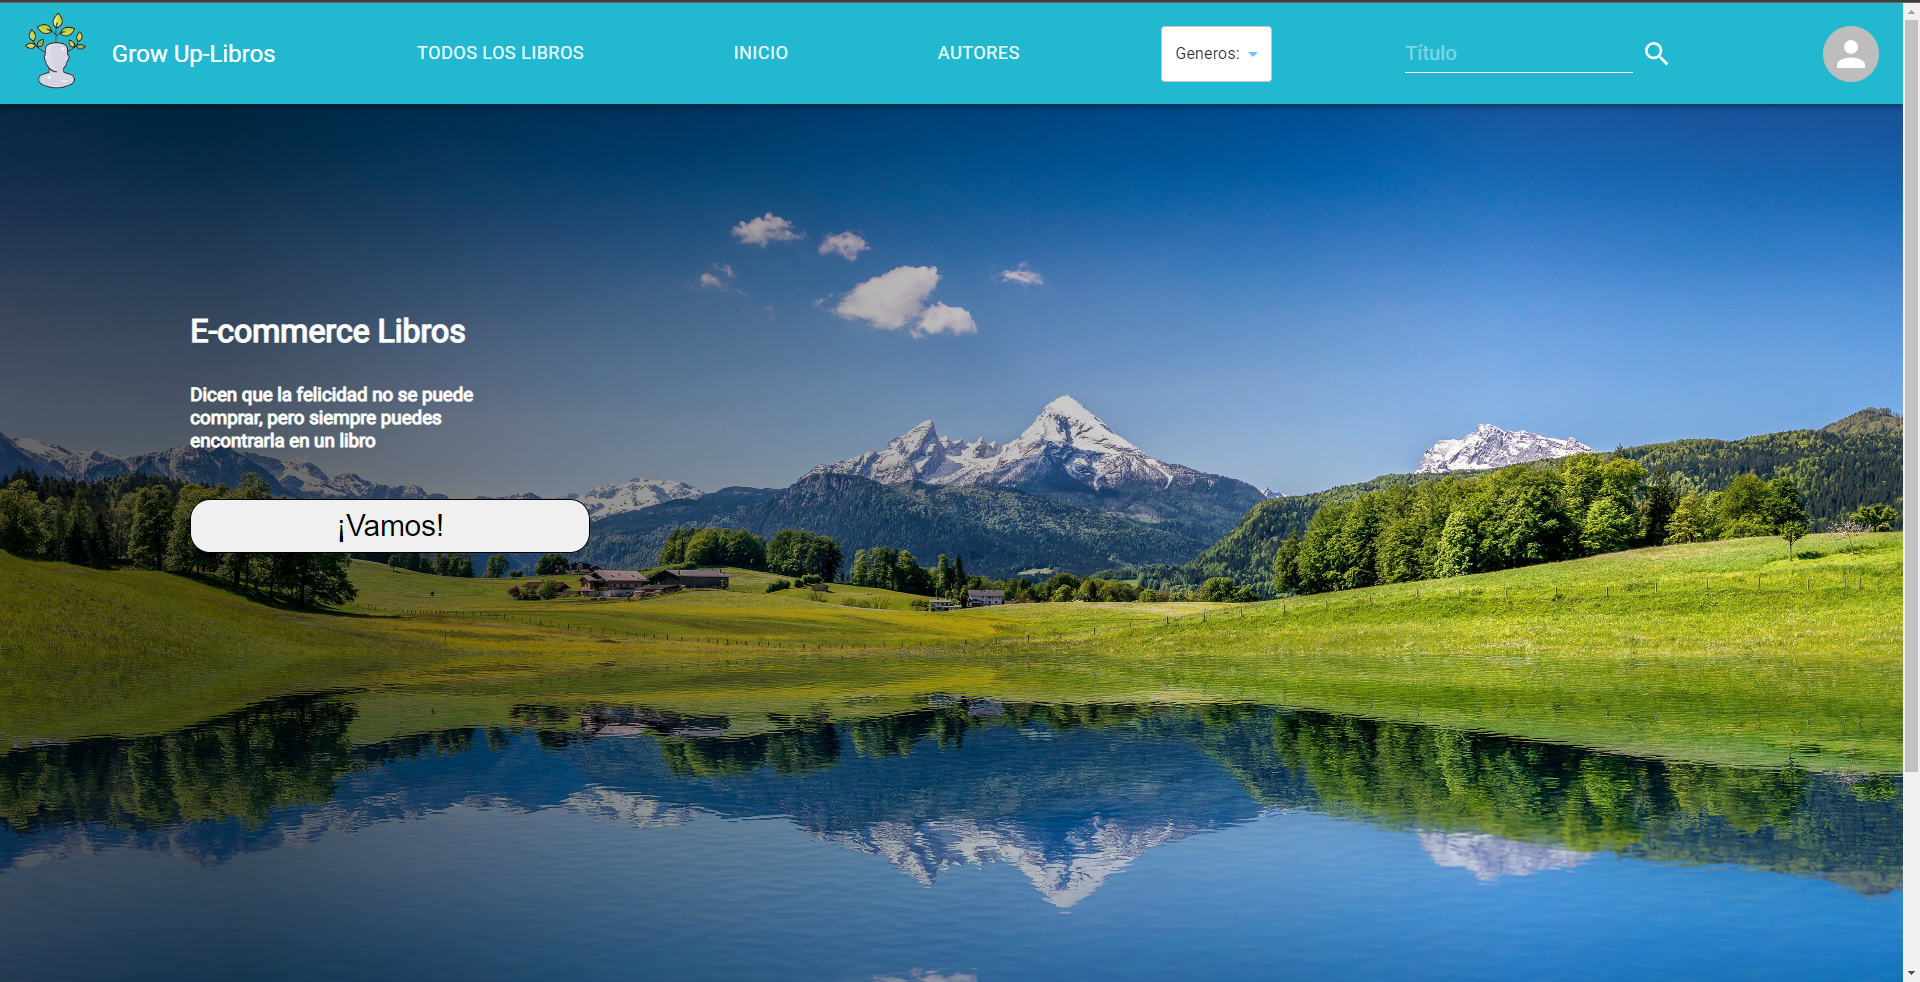 Grow Up-Libros
TODOS LOS LIBROS
INICIO
AUTORES
Generos:
Título
E-commerce Libros
Dicen que la felicidad no se puede
comprar, pero siempre puedes
encontrarla en un libro
¡Vamos!